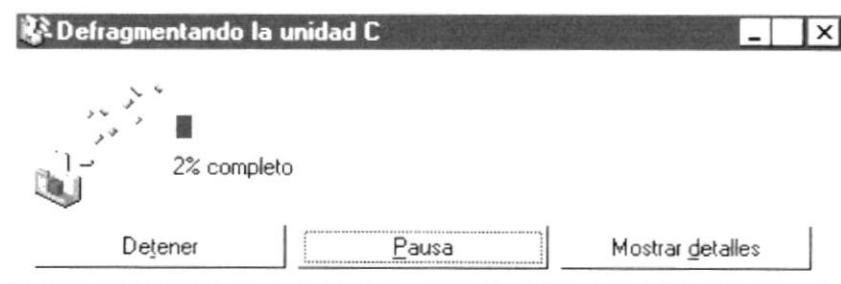 Defragmentando la unidad C
2% completo
Detener
Pausa
Mostrar detalles